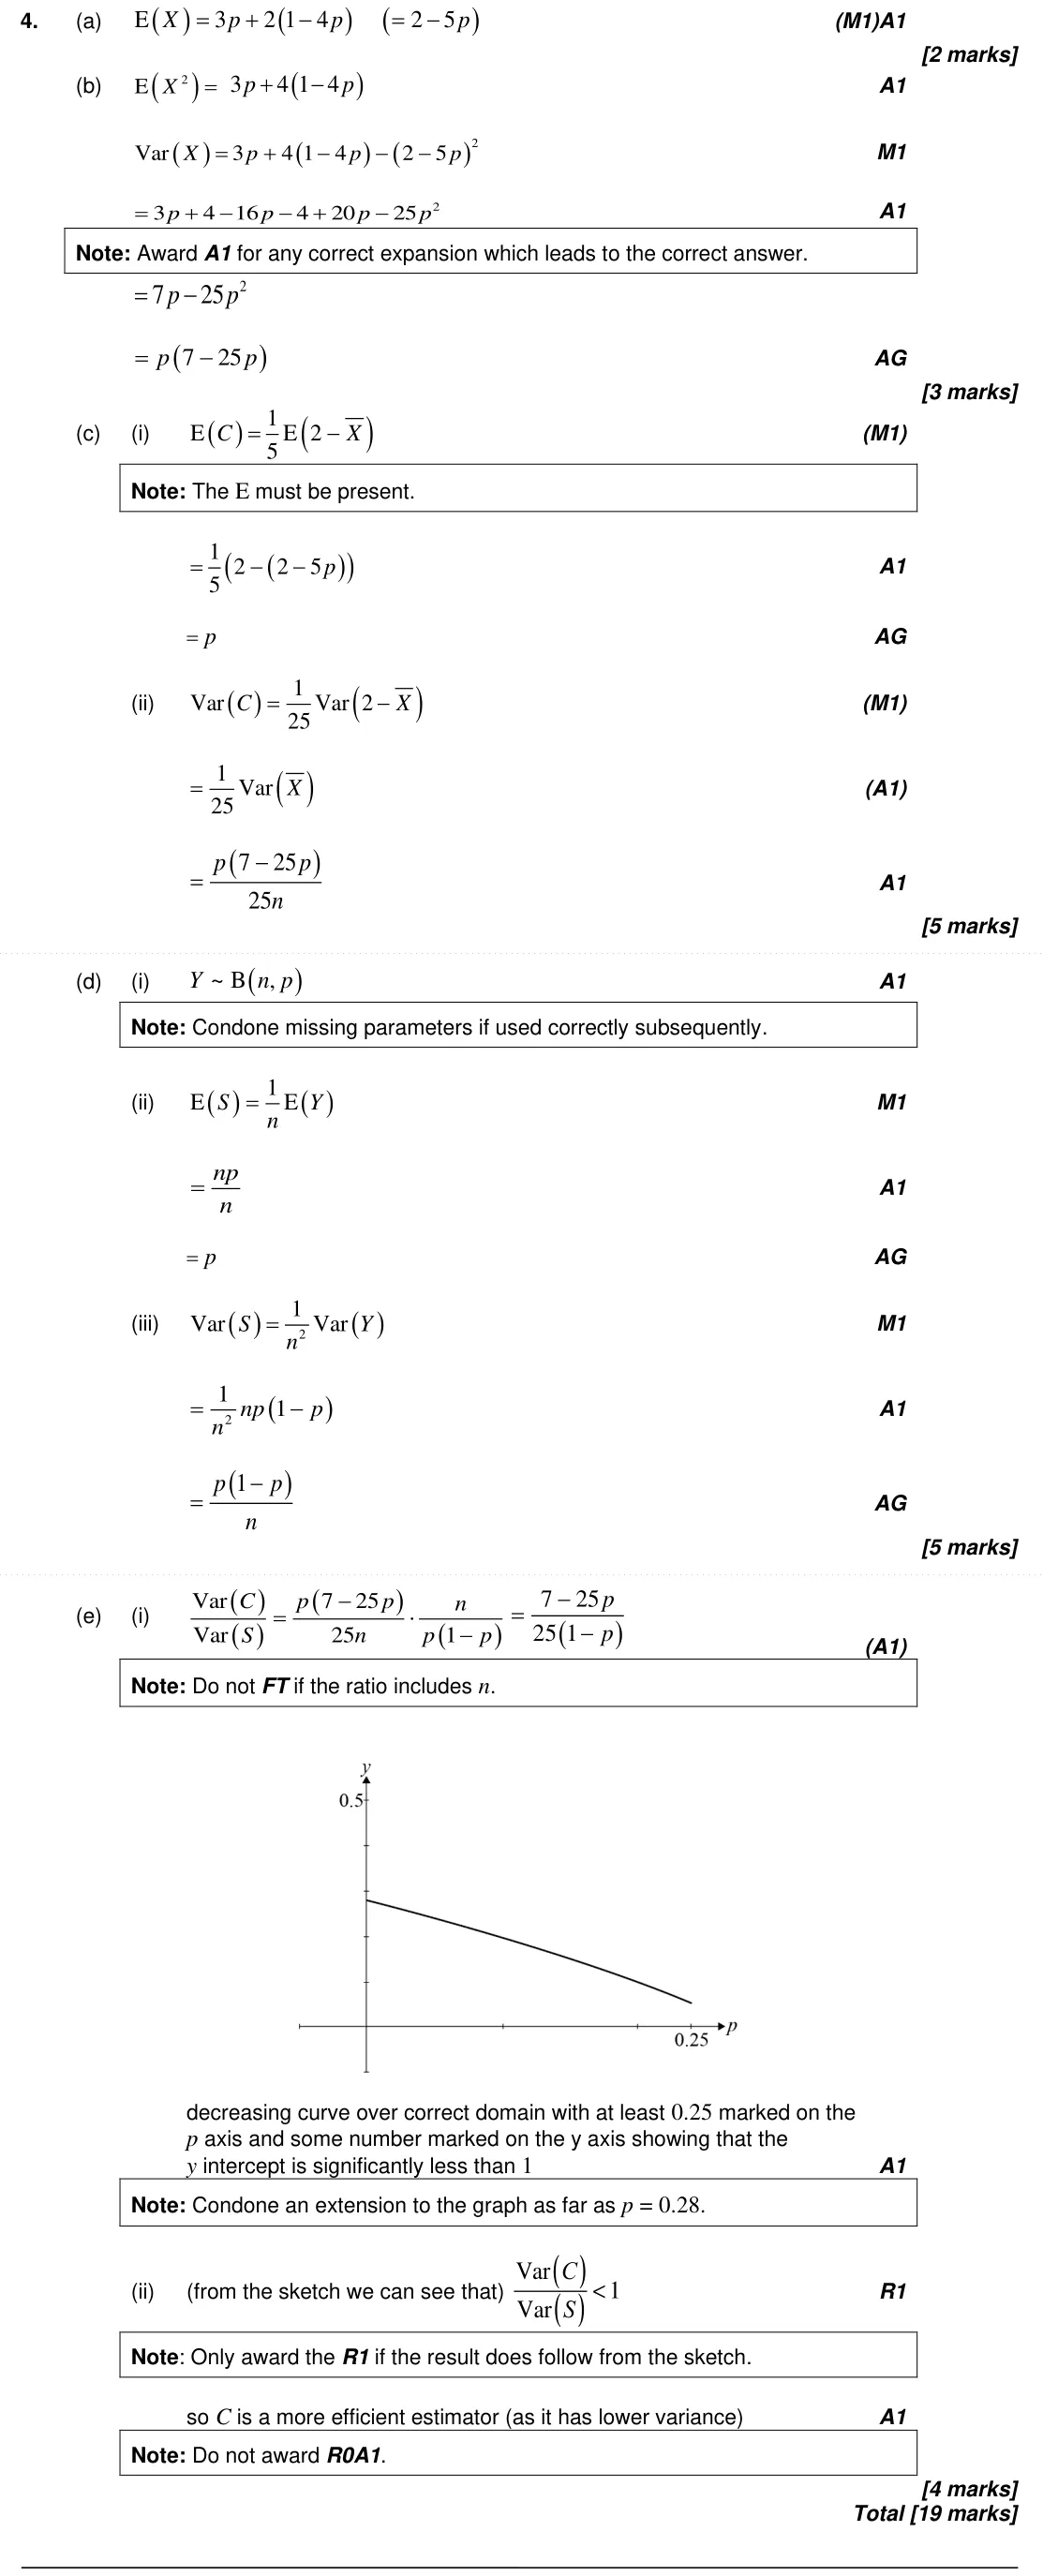 4. (a) E(X) = 3p + 2(1 − 4p) (= 2 − 5p) (M1)A1
[2 marks]
(b) E(X²) = 3p + 4(1 − 4p) A1
Var(X) = 3p + 4(1 − 4p) − (2 − 5p)² M1
= 3p + 4 − 16p − 4 + 20p − 25p² A1
Note: Award A1 for any correct expansion which leads to the correct answer.
= 7p − 25p²
= p(7 − 25p) AG
[3 marks]
(c) (i) E(C) = 1/5 E(2 − X̅) (M1)
Note: The E must be present.
= 1/5 (2 − (2 − 5p)) A1
= p AG
(ii) Var(C) = 1/25 Var(2 − X̅) (M1)
= 1/25 Var(X̅) (A1)
= p(7 − 25p)/25n A1
[5 marks]
(d) (i) Y ~ B(n, p) A1
Note: Condone missing parameters if used correctly subsequently.
(ii) E(S) = 1/n E(Y) M1
= np/n A1
= p AG
(iii) Var(S) = 1/n² Var(Y) M1
= 1/n² np(1 − p) A1
= p(1 − p)/n AG
[5 marks]
(e) (i) Var(C)/Var(S) = p(7 − 25p)/25n · n/p(1 − p) = 7 − 25p/25(1 − p) (A1)
Note: Do not FT if the ratio includes n.
y
0.5
p
0.25
decreasing curve over correct domain with at least 0.25 marked on the
p axis and some number marked on the y axis showing that the
y intercept is significantly less than 1 A1
Note: Condone an extension to the graph as far as p = 0.28.
(ii) (from the sketch we can see that) Var(C)/Var(S) < 1 R1
Note: Only award the R1 if the result does follow from the sketch.
so C is a more efficient estimator (as it has lower variance) A1
Note: Do not award R0A1.
[4 marks]
Total [19 marks]